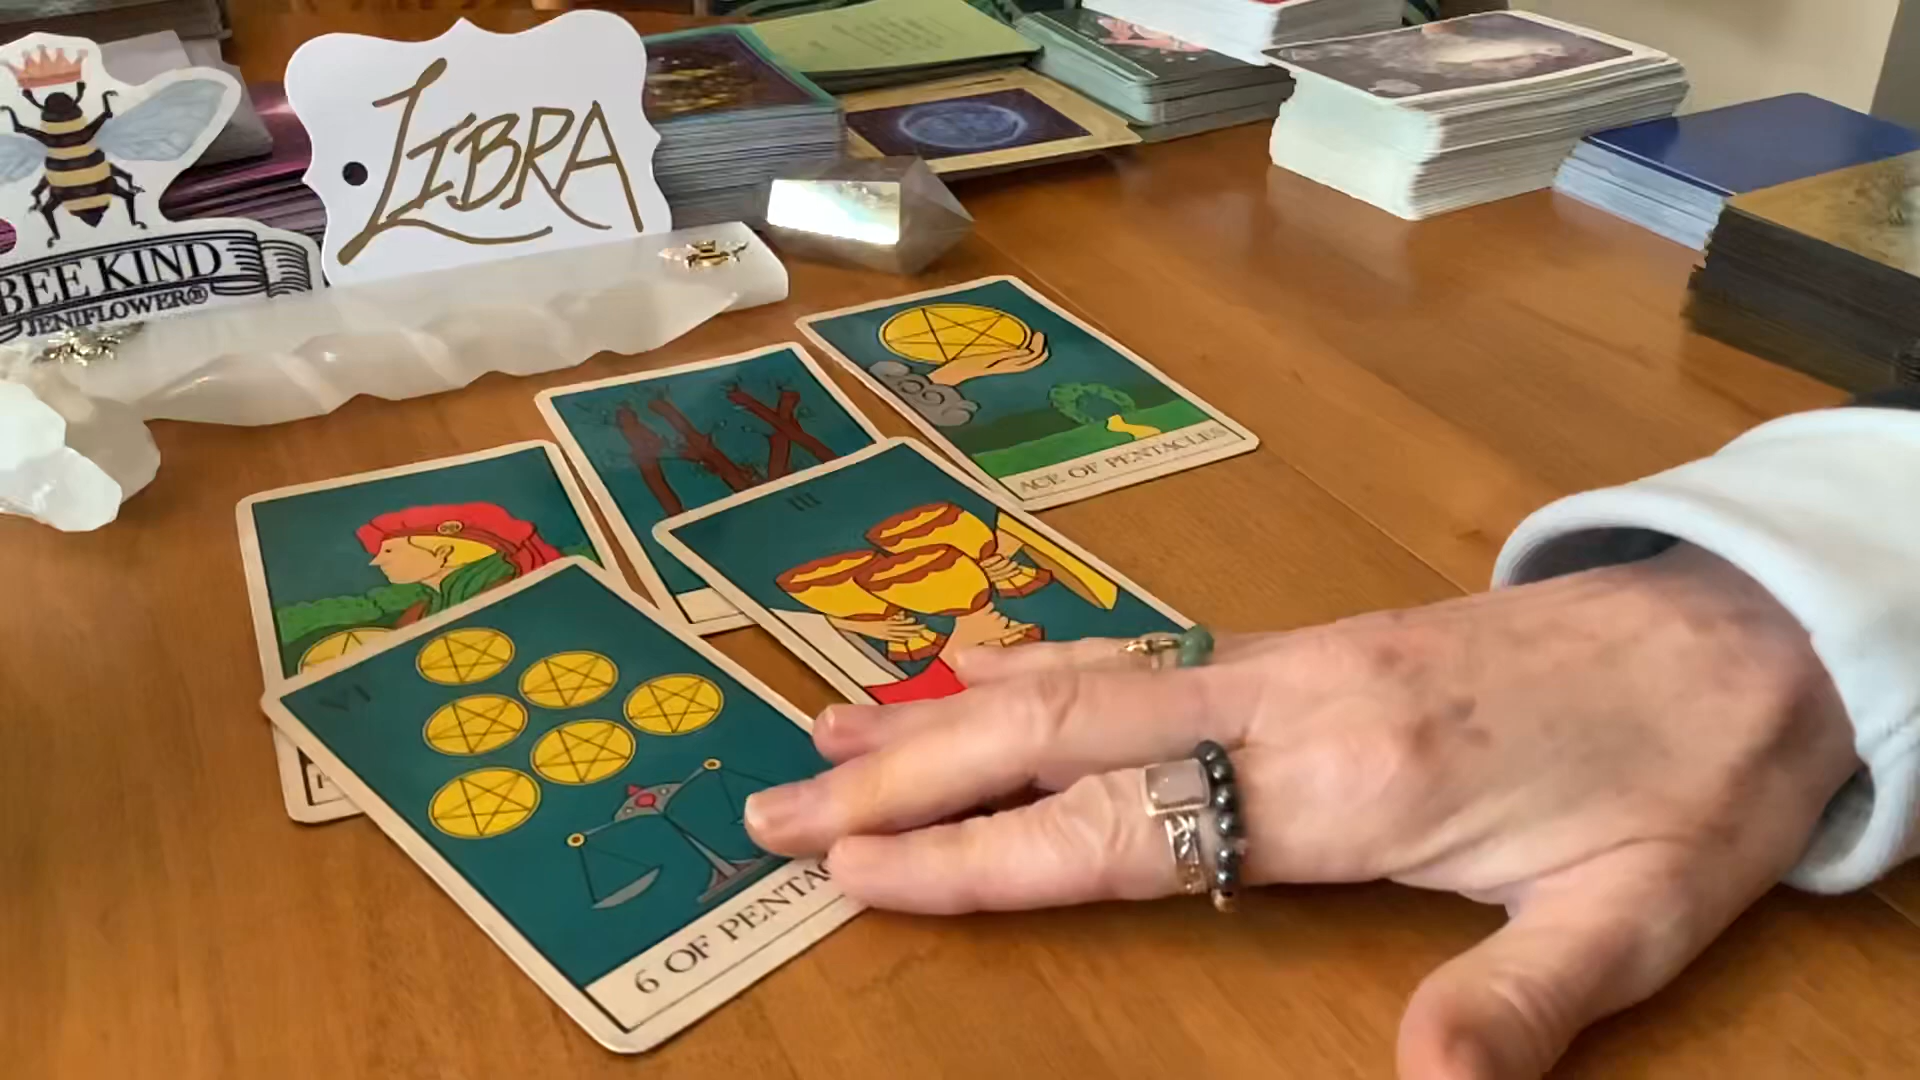 LIBRA
BEE KIND
JENIFLOWER®
ACE OF PENTACLES
III
VI
6 OF PENTAC